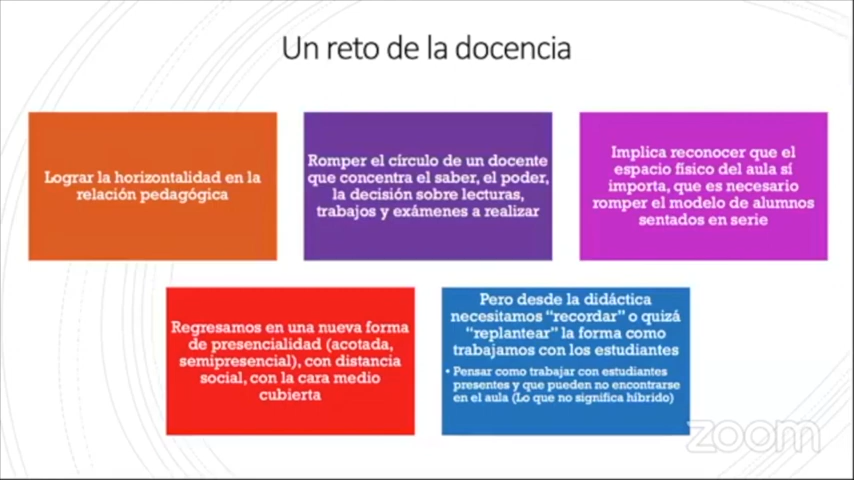 Un reto de la docencia
Lograr la horizontalidad en la
relación pedagógica
Romper el círculo de un docente
que concentra el saber, el poder,
la decisión sobre lecturas,
trabajos y exámenes a realizar
Implica reconocer que el
espacio físico del aula sí
importa, que es necesario
romper el modelo de alumnos
sentados en serie
Regresamos en una nueva forma
de presencialidad (acotada,
semipresencial), con distancia
social, con la cara medio
cubierta
Pero desde la didáctica
necesitamos “recordar” o quizá
“replantear” la forma como
trabajamos con los estudiantes
• Pensar como trabajar con estudiantes
presentes y que pueden no encontrarse
en el aula (Lo que no significa híbrido)
zoom